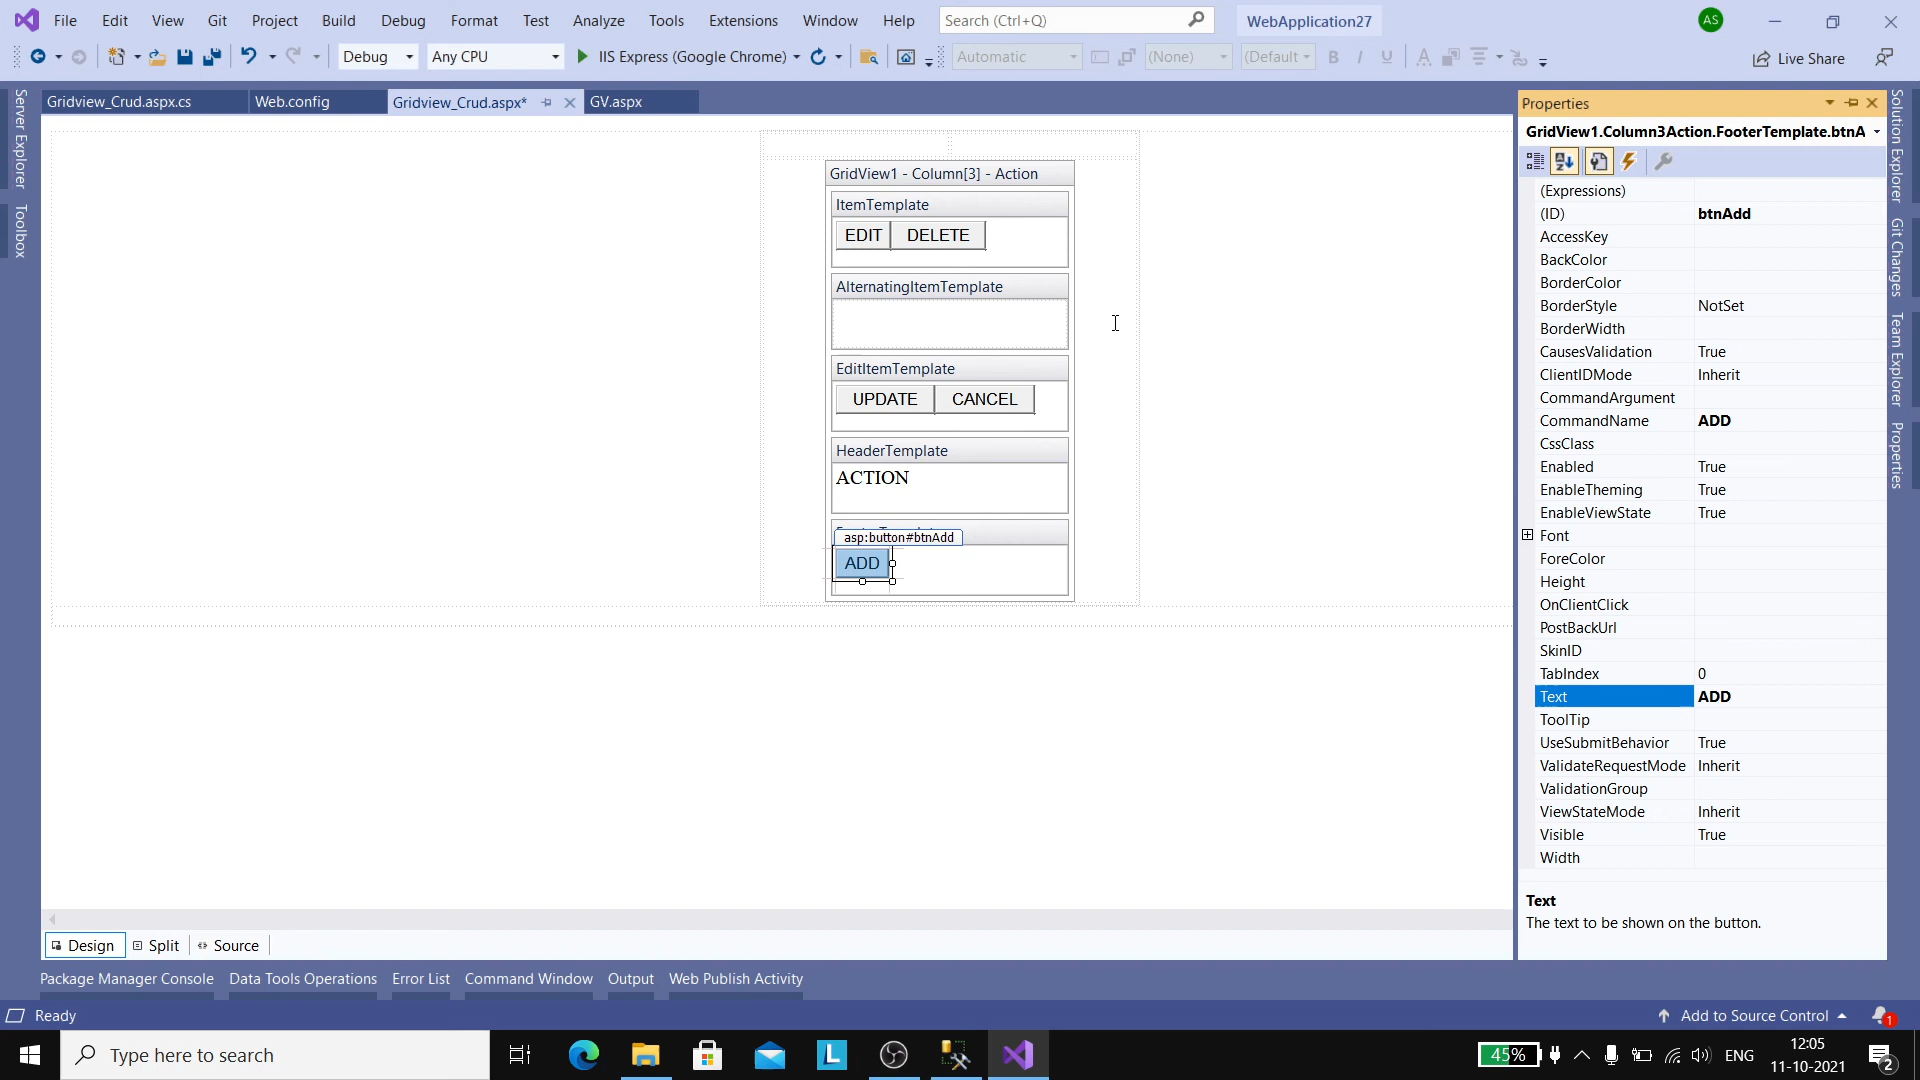 File Edit View Git Project Build Debug Format Test Analyze Tools Extensions Window Help Search (Ctrl+Q) WebApplication27 AS
Debug Any CPU IIS Express (Google Chrome) Automatic (None) (Default B I U A Live Share
Gridview_Crud.aspx.cs Web.config Gridview_Crud.aspx* GV.aspx
Server Explorer
Toolbox
GridView1 - Column[3] - Action
ItemTemplate
EDIT DELETE
AlternatingItemTemplate
EditItemTemplate
UPDATE CANCEL
HeaderTemplate
ACTION
asp:button#btnAdd
ADD
Properties
GridView1.Column3Action.FooterTemplate.btnA
(Expressions)
(ID) btnAdd
AccessKey
BackColor
BorderColor
BorderStyle NotSet
BorderWidth
CausesValidation True
ClientIDMode Inherit
CommandArgument
CommandName ADD
CssClass
Enabled True
EnableTheming True
EnableViewState True
Font
ForeColor
Height
OnClientClick
PostBackUrl
SkinID
TabIndex 0
Text ADD
ToolTip
UseSubmitBehavior True
ValidateRequestMode Inherit
ValidationGroup
ViewStateMode Inherit
Visible True
Width
Text
The text to be shown on the button.
Solution Explorer
Git Changes
Team Explorer
Properties
Design Split Source
Package Manager Console Data Tools Operations Error List Command Window Output Web Publish Activity
Ready Add to Source Control 1
Type here to search L 45% ENG 12:05
11-10-2021 2